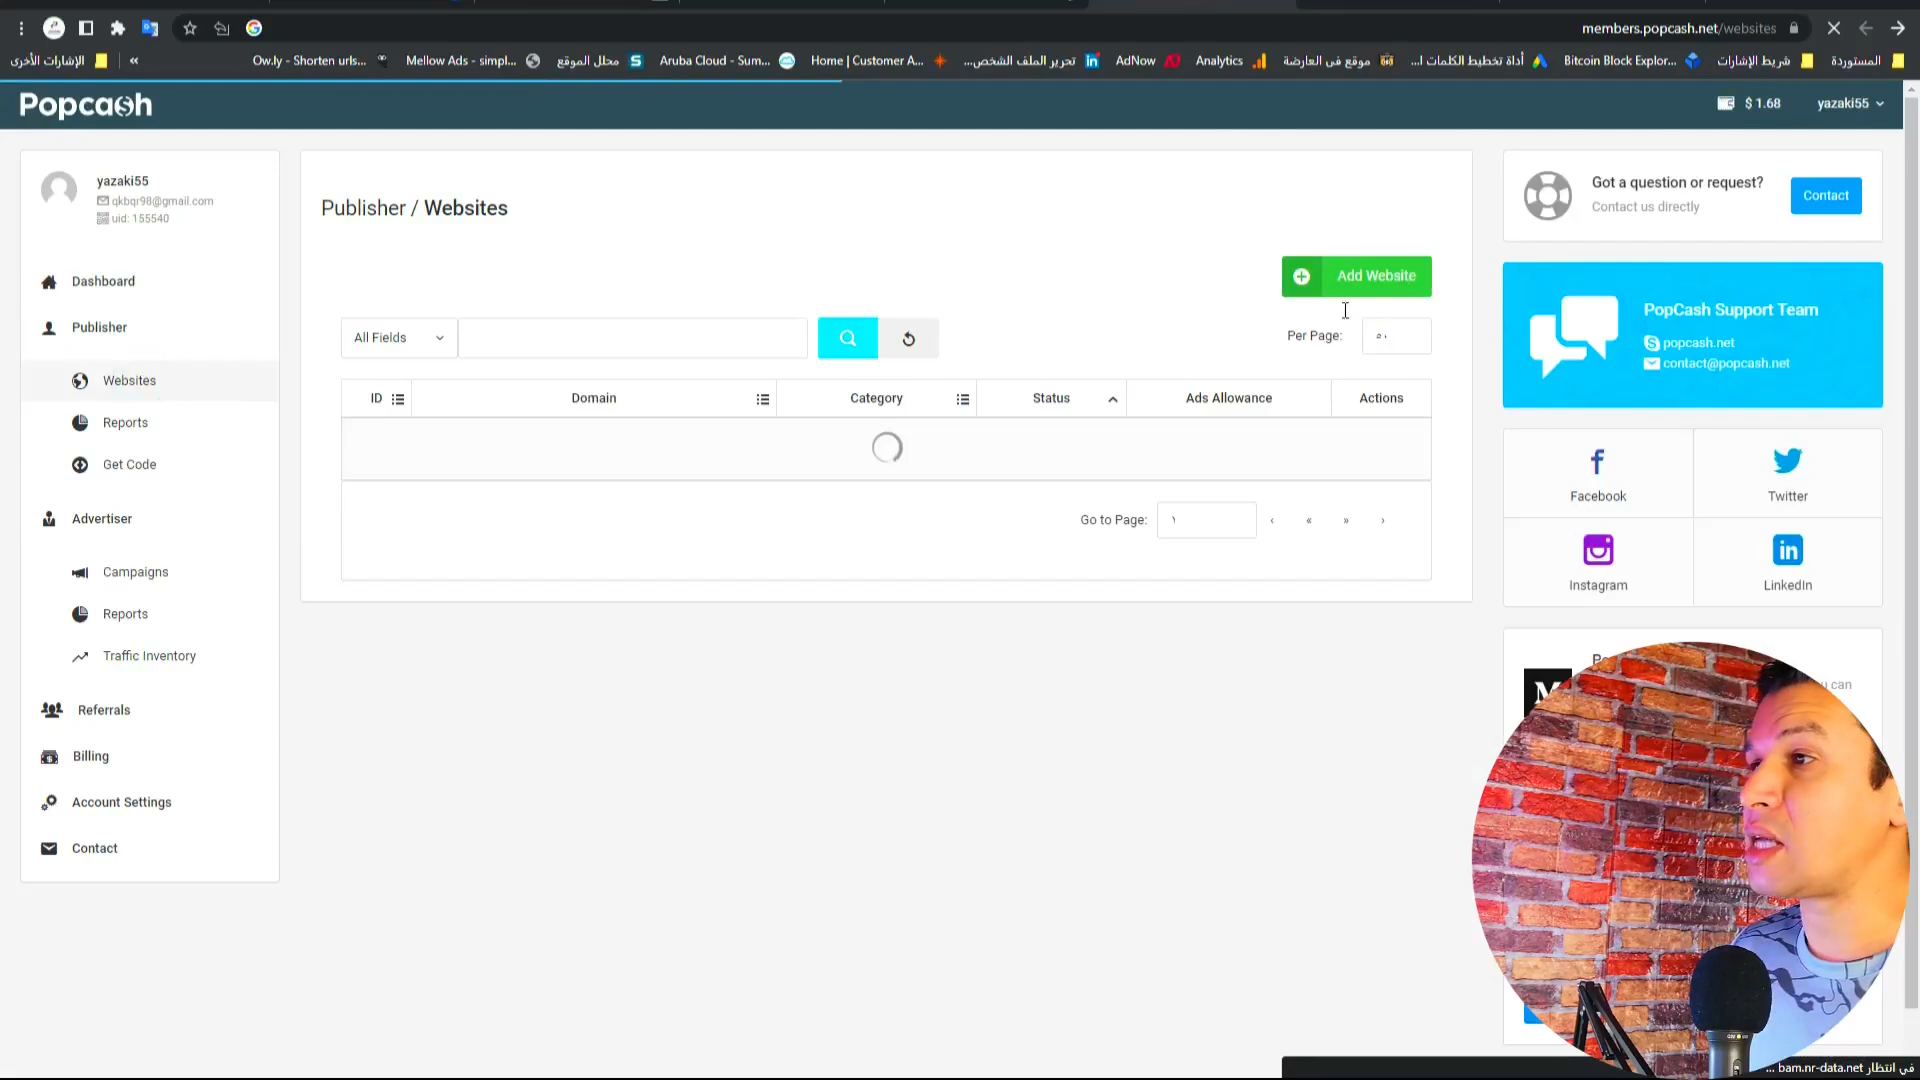 members.popcash.net/websites
الإشارات الأخرى
»
Ow.ly - Shorten urls...
Mellow Ads - simpl...
محلل الموقع
Aruba Cloud - Sum...
Home | Customer A...
تحرير الملف الشخص...
AdNow
Analytics
موقع فى العارضة
أداة تخطيط الكلمات ا...
Bitcoin Block Explor...
شريط الإشارات
المستوردة
Popcash
$ 1.68
yazaki55
yazaki55
qkbqr98@gmail.com
uid: 155540
Dashboard
Publisher
Websites
Reports
Get Code
Advertiser
Campaigns
Reports
Traffic Inventory
Referrals
Billing
Account Settings
Contact
Publisher / Websites
Add Website
All Fields
Per Page: ٥٠
ID
Domain
Category
Status
Ads Allowance
Actions
Go to Page: ١ ‹ « » ›
Got a question or request?
Contact us directly
Contact
PopCash Support Team
popcash.net
contact@popcash.net
Facebook
Twitter
Instagram
LinkedIn
M
can
في انتظار bam.nr-data.net ...